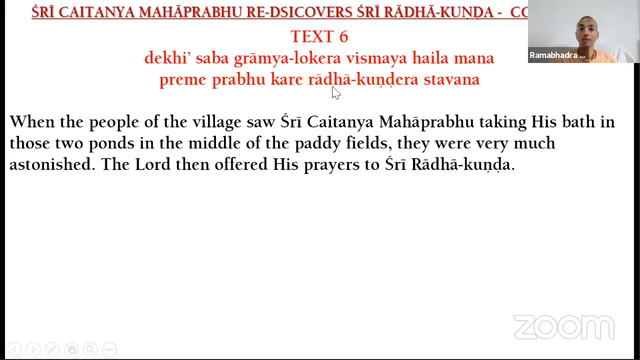 ŚRĪ CAITANYA MAHĀPRABHU RE-DSICOVERS ŚRĪ RĀDHĀ-KUNDA - CO
TEXT 6
dekhi' saba grāmya-lokera vismaya haila mana
preme prabhu kare rādhā-kuṇḍera stavana
When the people of the village saw Śrī Caitanya Mahāprabhu taking His bath in
those two ponds in the middle of the paddy fields, they were very much
astonished. The Lord then offered His prayers to Śrī Rādhā-kuṇḍa.
Ramabhadra
zoom